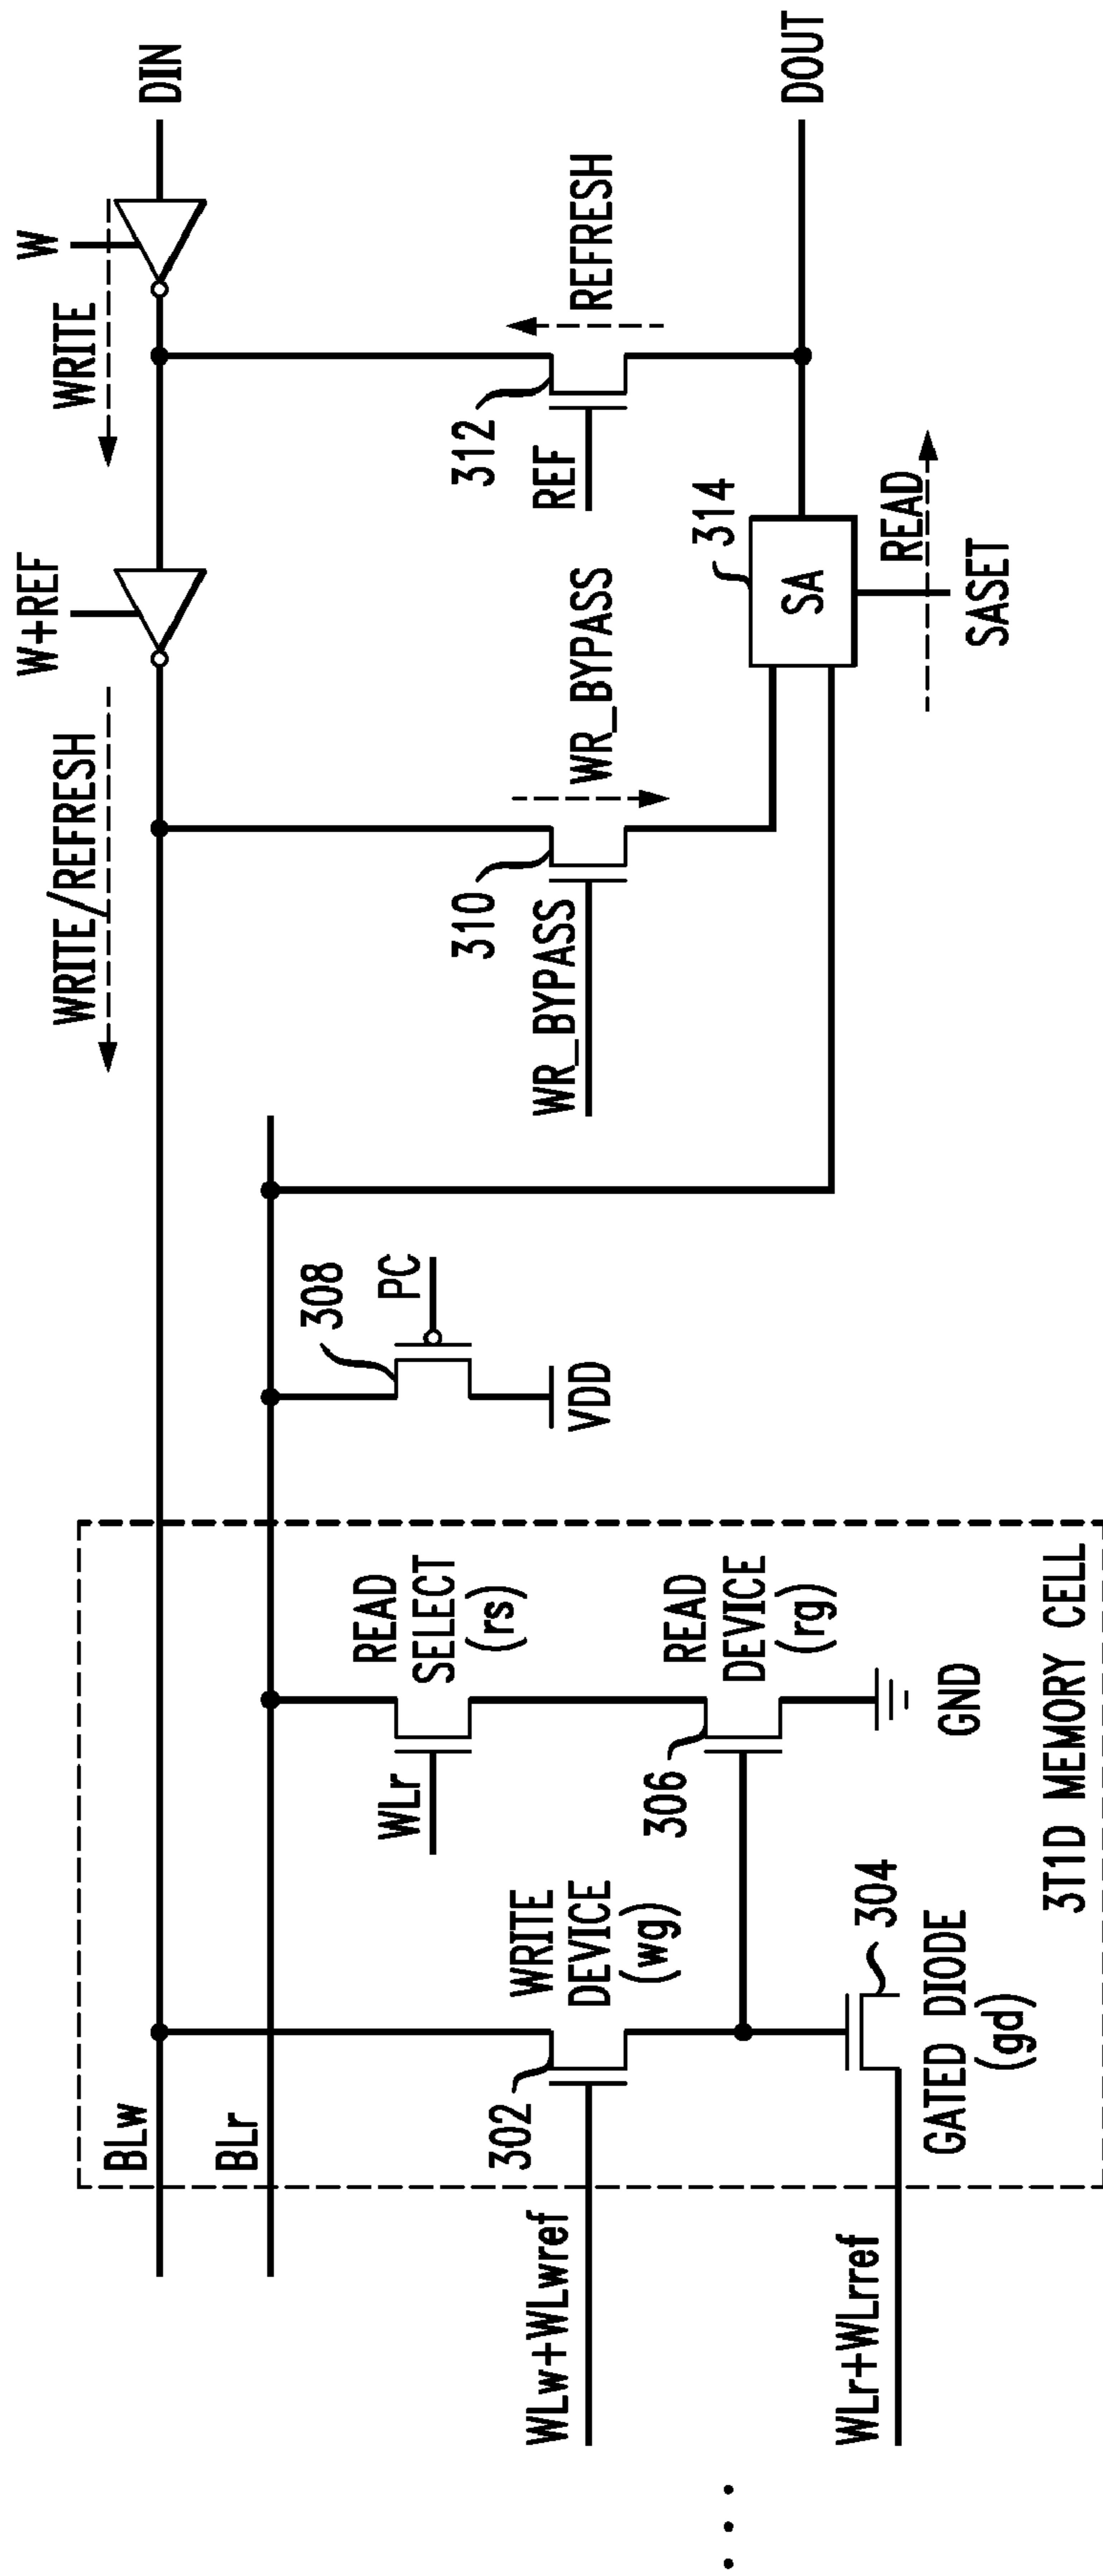 WRITE/REFRESH
W+REF
WRITE
W
DIN
BLw
BLr
308
PC
VDD
READ
SELECT
(rs)
WLr
WRITE
DEVICE
(wg)
302
WLw+WLwref
READ
DEVICE
(rg)
306
GND
304
GATED DIODE
(gd)
WLr+WLrref
3T1D MEMORY CELL
310
WR_BYPASS
WR_BYPASS
312
REF
REFRESH
314
SA
READ
SASET
DOUT
. . .